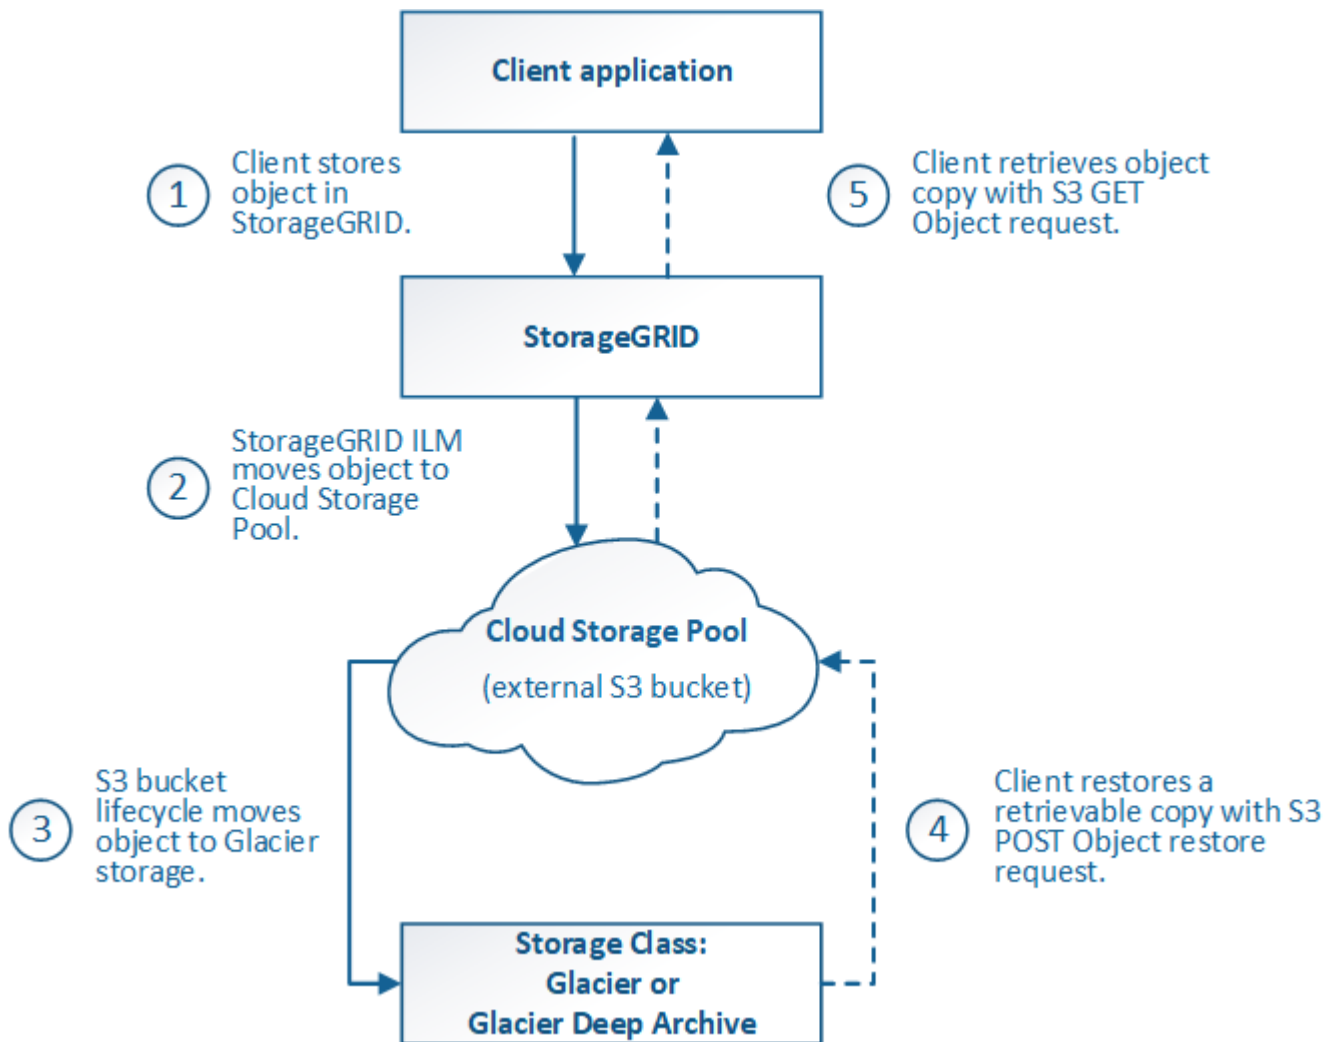 Client application
1
Client stores
object in
StorageGRID.
5
Client retrieves object
copy with S3 GET
Object request.
StorageGRID
2
StorageGRID ILM
moves object to
Cloud Storage
Pool.
Cloud Storage Pool
(external S3 bucket)
3
S3 bucket
lifecycle moves
object to Glacier
storage.
4
Client restores a
retrievable copy with S3
POST Object restore
request.
Storage Class:
Glacier or
Glacier Deep Archive